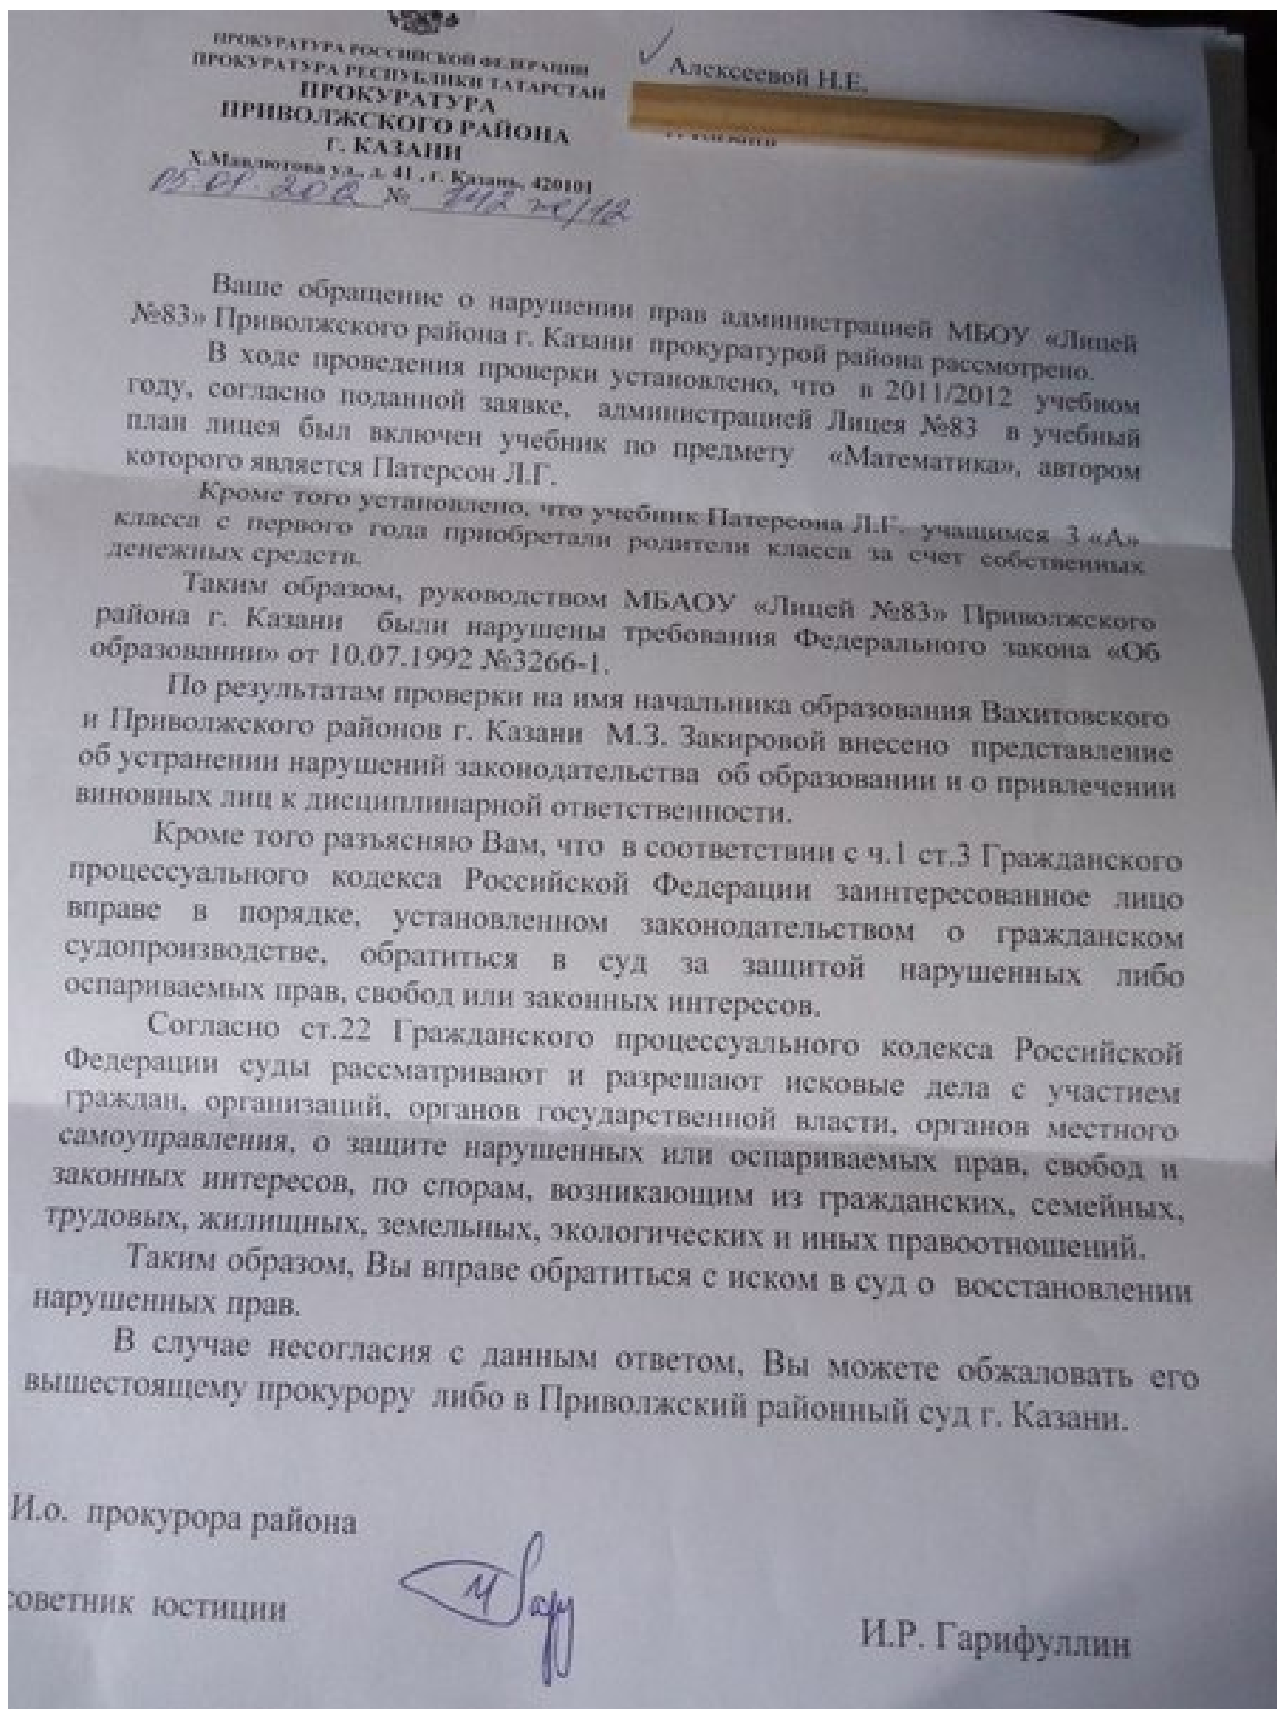 ПРОКУРАТУРА РОССИЙСКОЙ ФЕДЕРАЦИИ
ПРОКУРАТУРА РЕСПУБЛИКИ ТАТАРСТАН
ПРОКУРАТУРА
ПРИВОЛЖСКОГО РАЙОНА
Г. КАЗАНИ
Х.Мавлютова ул., д. 41 , г. Казань, 420101
№
Алексеевой Н.Е.
Ваше обращение о нарушении прав администрацией МБОУ «Лицей
№83» Приволжского района г. Казани прокуратурой района рассмотрено.
В ходе проведения проверки установлено, что в 2011/2012 учебном
году, согласно поданной заявке, администрацией Лицея №83 в учебный
план лицея был включен учебник по предмету «Математика», автором
которого является Патерсон Л.Г.
Кроме того установлено, что учебник Патерсона Л.Г. учащимся 3 «А»
класса с первого года приобретали родители класса за счет собственных
денежных средств.
Таким образом, руководством МБАОУ «Лицей №83» Приволжского
района г. Казани были нарушены требования Федерального закона «Об
образовании» от 10.07.1992 №3266-1.
По результатам проверки на имя начальника образования Вахитовского
и Приволжского районов г. Казани М.З. Закировой внесено представление
об устранении нарушений законодательства об образовании и о привлечении
виновных лиц к дисциплинарной ответственности.
Кроме того разъясняю Вам, что в соответствии с ч.1 ст.3 Гражданского
процессуального кодекса Российской Федерации заинтересованное лицо
вправе в порядке, установленном законодательством о гражданском
судопроизводстве, обратиться в суд за защитой нарушенных либо
оспариваемых прав, свобод или законных интересов.
Согласно ст.22 Гражданского процессуального кодекса Российской
Федерации суды рассматривают и разрешают исковые дела с участием
граждан, организаций, органов государственной власти, органов местного
самоуправления, о защите нарушенных или оспариваемых прав, свобод и
законных интересов, по спорам, возникающим из гражданских, семейных,
трудовых, жилищных, земельных, экологических и иных правоотношений.
Таким образом, Вы вправе обратиться с иском в суд о восстановлении
нарушенных прав.
В случае несогласия с данным ответом, Вы можете обжаловать его
вышестоящему прокурору либо в Приволжский районный суд г. Казани.
И.о. прокурора района
советник юстиции
И.Р. Гарифуллин